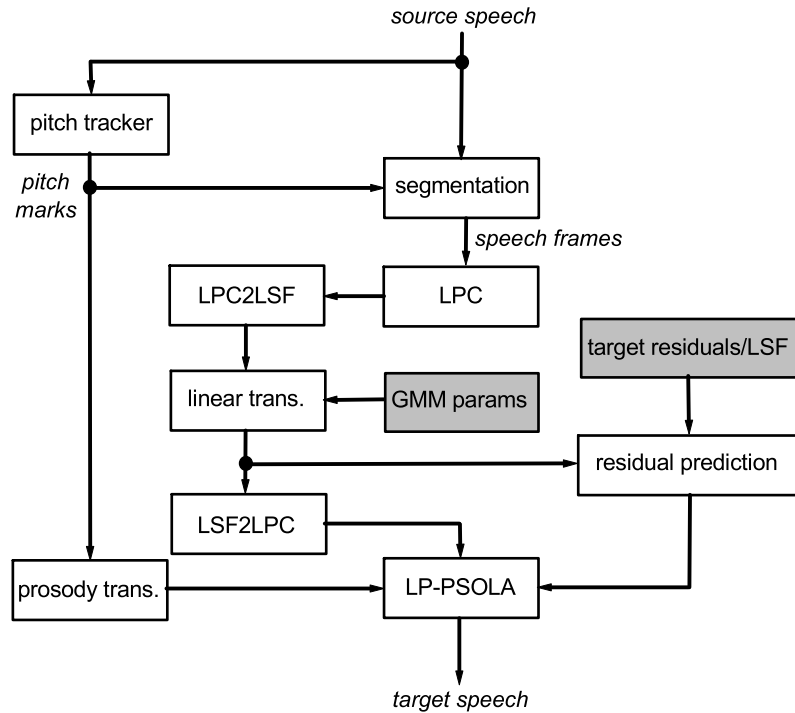 source speech
pitch tracker
pitch
marks
segmentation
speech frames
LPC2LSF
LPC
target residuals/LSF
linear trans.
GMM params
residual prediction
LSF2LPC
prosody trans.
LP-PSOLA
target speech